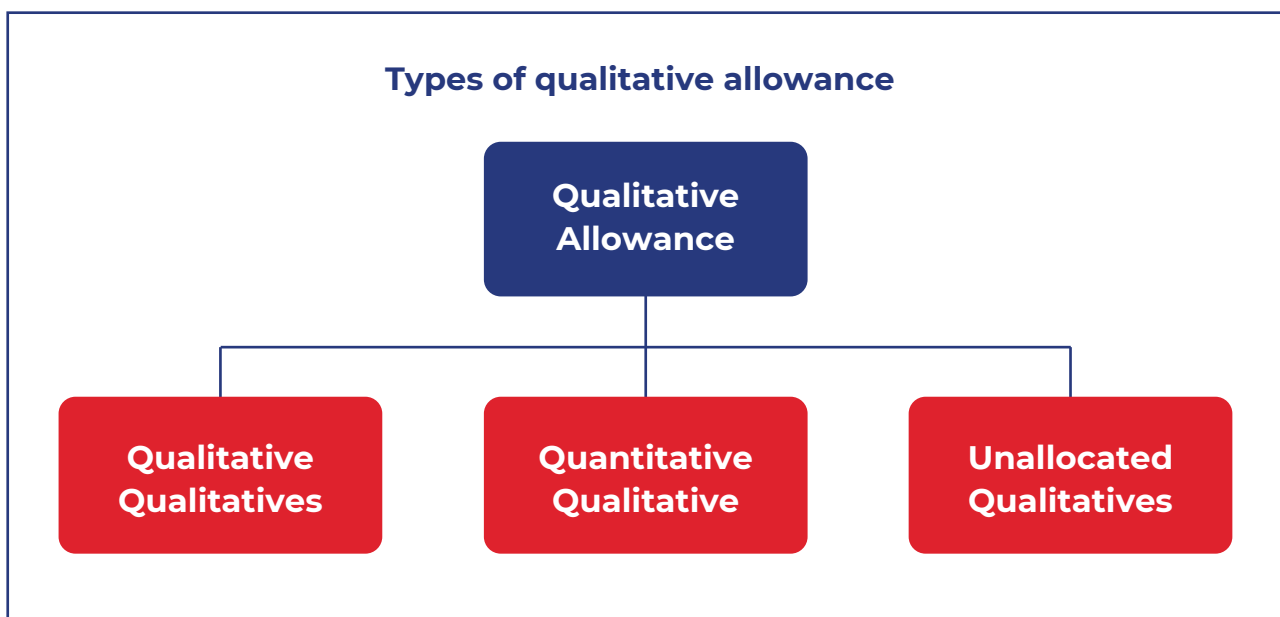 Types of qualitative allowance
Qualitative
Allowance
Qualitative
Qualitatives
Quantitative
Qualitative
Unallocated
Qualitatives